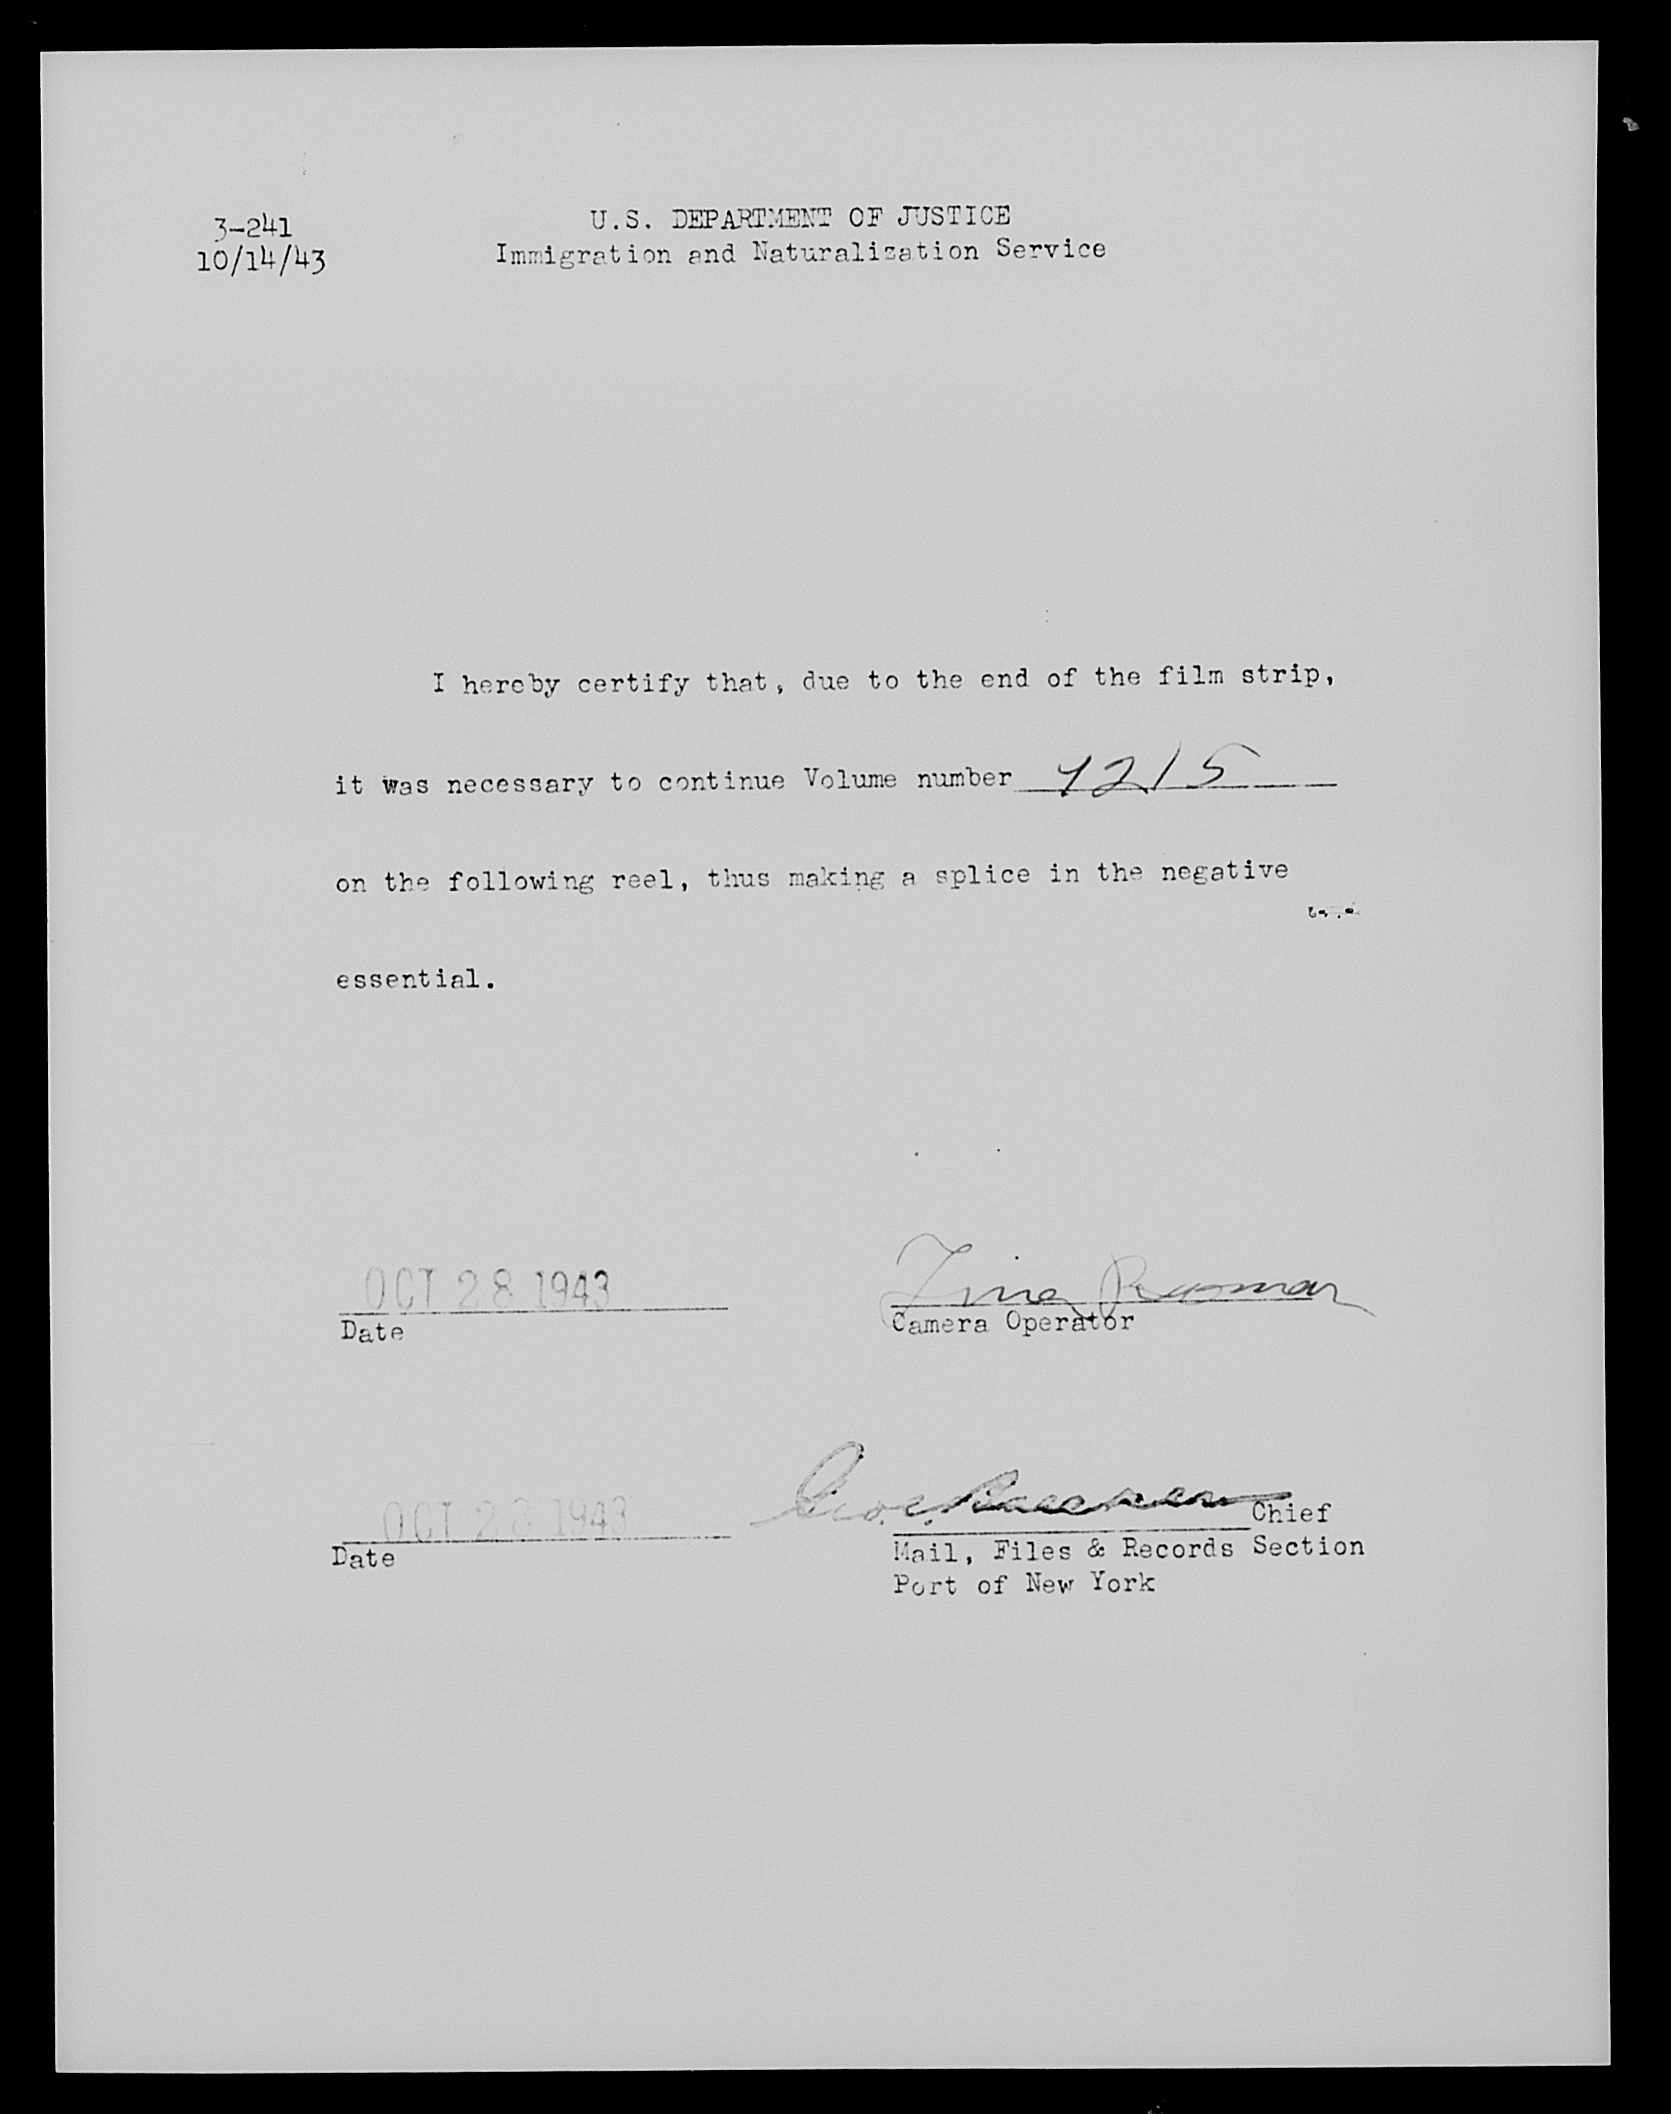 3-241
10/14/43
U.S. DEPARTMENT OF JUSTICE
Immigration and Naturalization Service
I hereby certify that, due to the end of the film strip,
it was necessary to continue Volume number 7215
on the following reel, thus making a splice in the negative
essential.
OCT 28 1943
Date
Camera Operator
OCT 28 1943
Date
Geo. C.
Chief
Mail, Files & Records Section
Port of New York